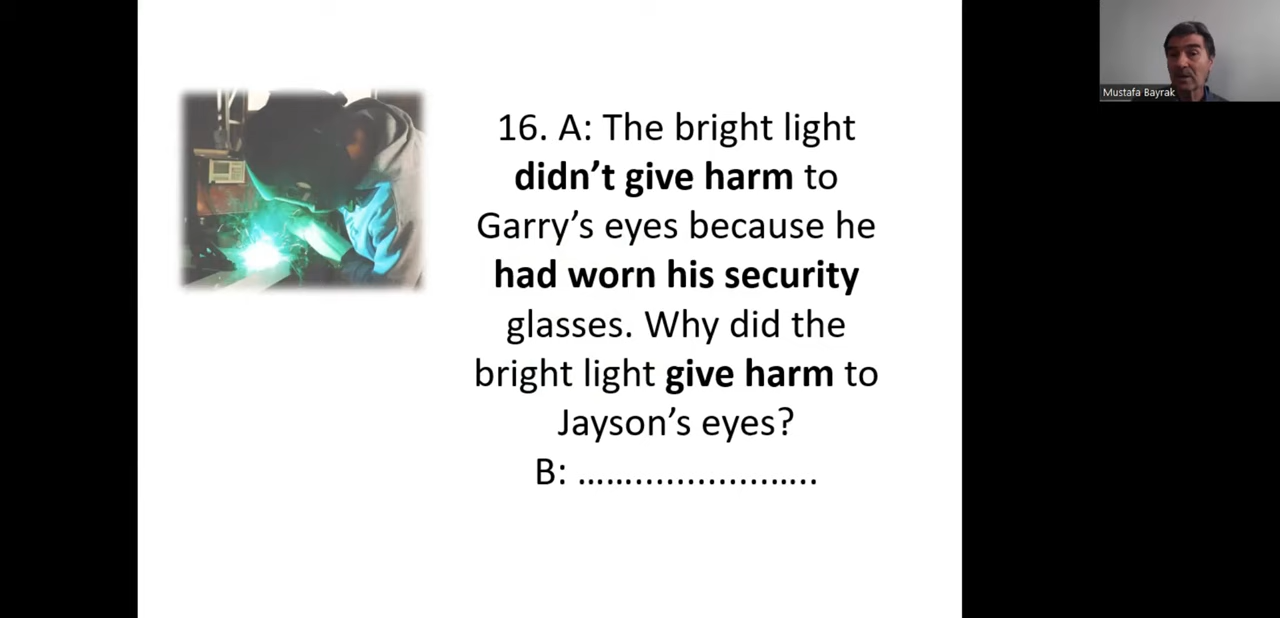 Mustafa Bayrak
16. A: The bright light
didn’t give harm to
Garry’s eyes because he
had worn his security
glasses. Why did the
bright light give harm to
Jayson’s eyes?
B: …...................…..